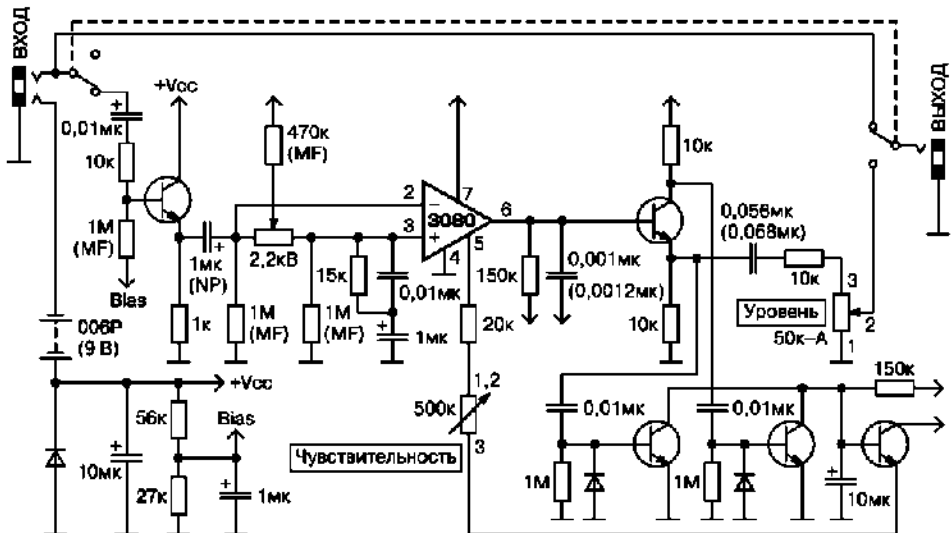 ВХОД
+Vcc
0,01мк
10к
1М
(MF)
Bias
1мк
(NP)
1к
470к
(MF)
2,2кВ
1М
(MF)
1М
(MF)
15к
0,01мк
1мк
2
3
3080
7
6
5
4
20к
150к
0,001мк
(0,0012мк)
10к
10к
0,056мк
(0,068мк)
10к
3
2
1
Уровень
50к-А
ВЫХОД
006P
(9 В)
+Vcc
56к
Bias
10мк
27к
1мк
1,2
500к
3
Чувствительность
0,01мк
1М
0,01мк
1М
150к
10мк